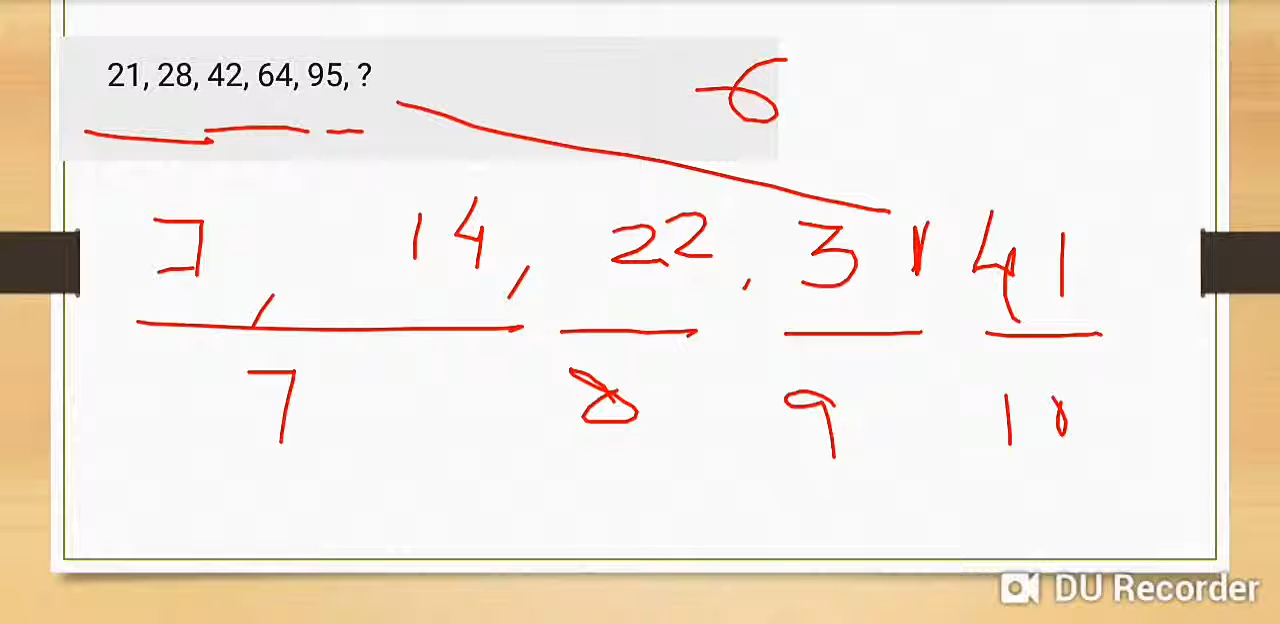 21, 28, 42, 64, 95, ?
6
7, 14, 22, 31 41
7 8 9 10
DU Recorder